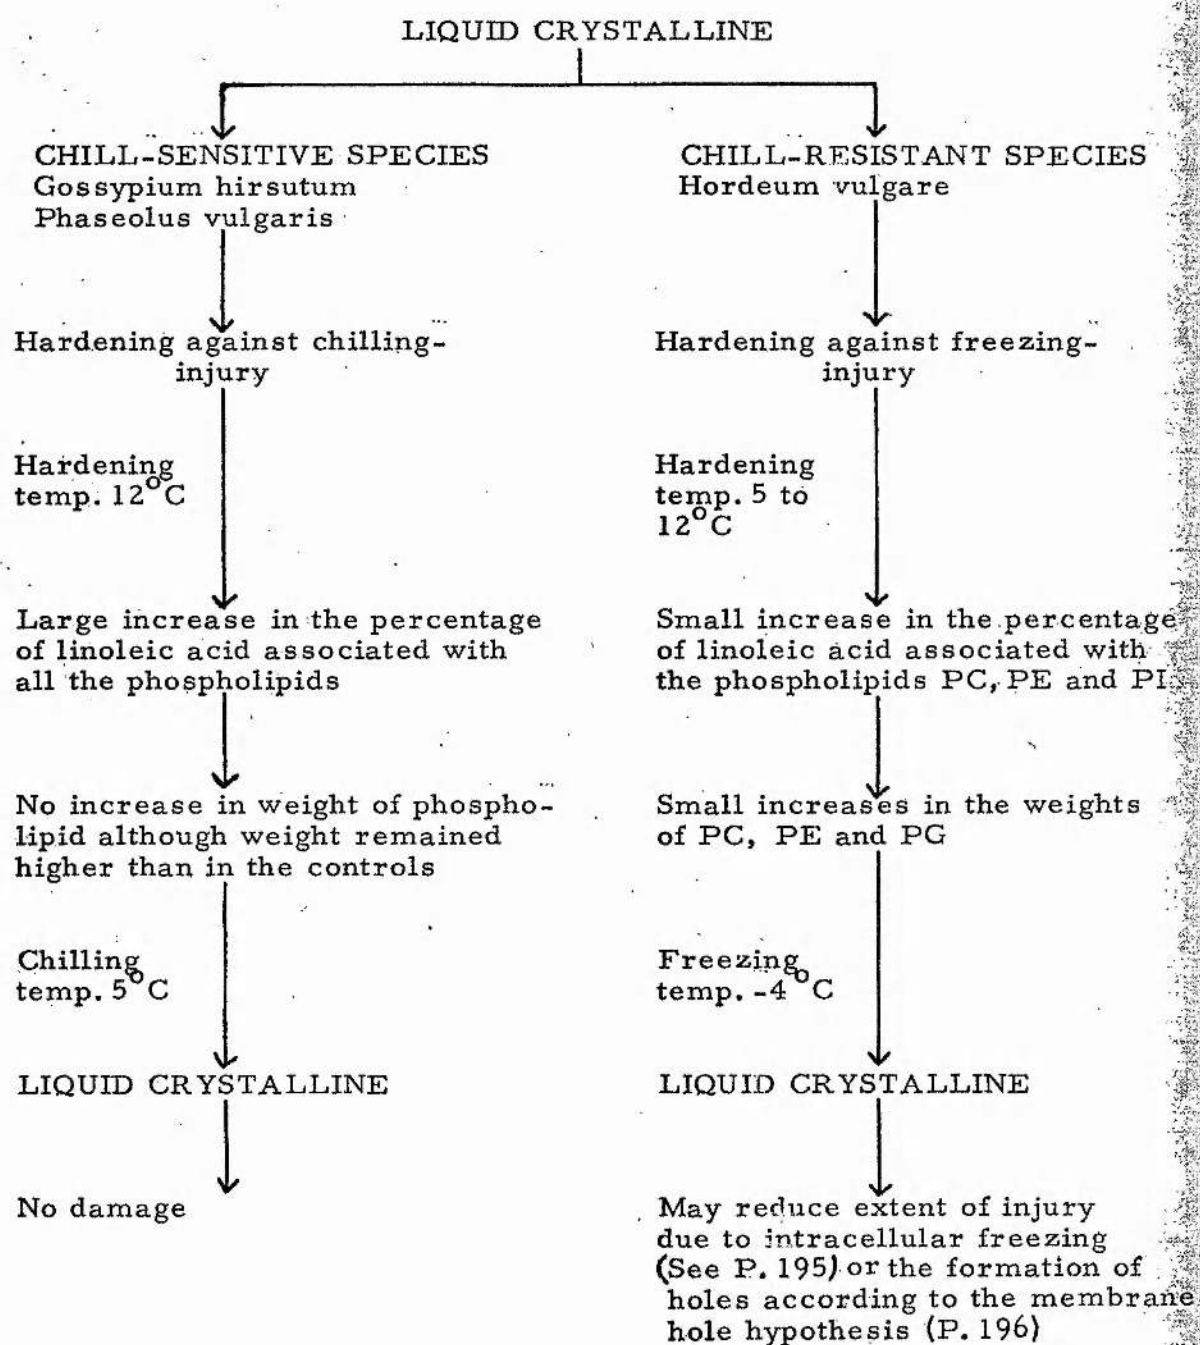 LIQUID CRYSTALLINE
CHILL-SENSITIVE SPECIES
Gossypium hirsutum
Phaseolus vulgaris
Hardening against chilling-
injury
Hardening
temp. 12°C
Large increase in the percentage
of linoleic acid associated with
all the phospholipids
No increase in weight of phospho-
lipid although weight remained
higher than in the controls
Chilling
temp. 5°C
LIQUID CRYSTALLINE
No damage
CHILL-RESISTANT SPECIES
Hordeum vulgare
Hardening against freezing-
injury
Hardening
temp. 5 to
12°C
Small increase in the percentage
of linoleic acid associated with
the phospholipids PC, PE and PI
Small increases in the weights
of PC, PE and PG
Freezing
temp. -4°C
LIQUID CRYSTALLINE
May reduce extent of injury
due to intracellular freezing
(See P. 195) or the formation of
holes according to the membrane
hole hypothesis (P. 196)